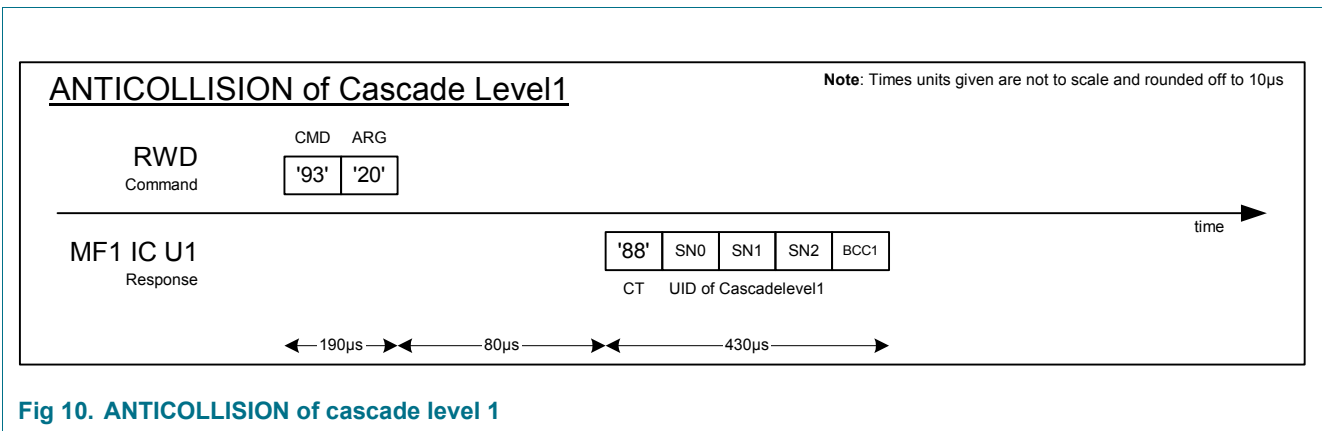 ANTICOLLISION of Cascade Level1
Note: Times units given are not to scale and rounded off to 10µs
CMD ARG
RWD
Command
'93' '20'
time
MF1 IC U1
Response
'88' SN0 SN1 SN2 BCC1
CT UID of Cascadelevel1
190µs 80µs 430µs
Fig 10. ANTICOLLISION of cascade level 1